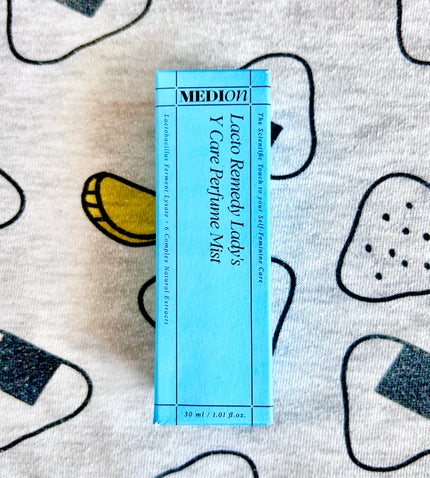 MEDION
The Scientific Touch to your Self-Feminine Care
Lacto Remedy Lady's
Y Care Perfume Mist
Lactobacillus Ferment Lysate + 6 Complex Natural Extracts
30 ml / 1.01 fl.oz.